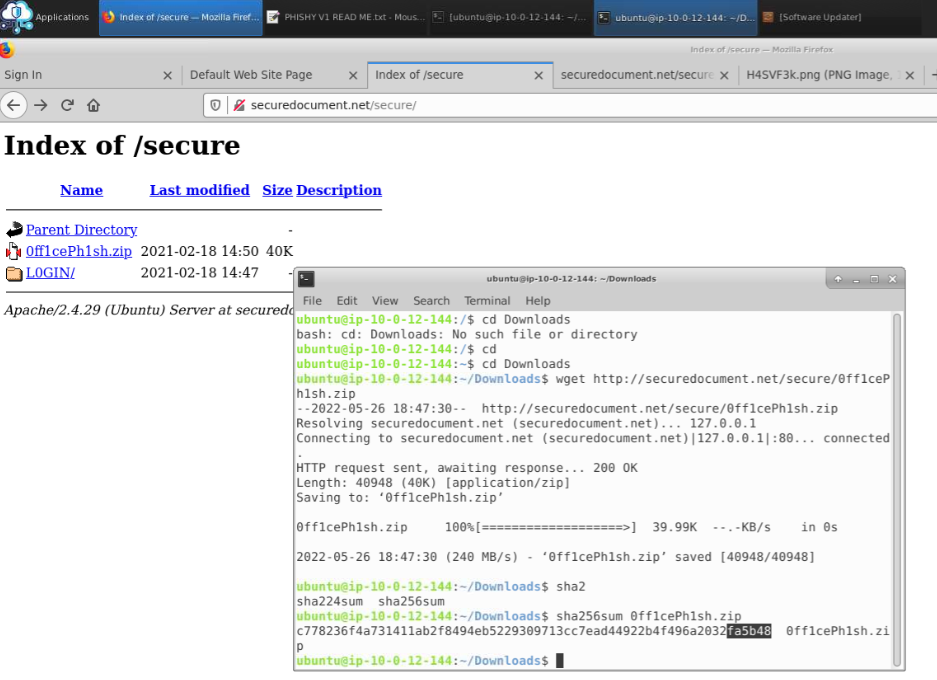 Applications
Index of /secure — Mozilla Firef...
PHISHY V1 READ ME.txt - Mous...
[ubuntu@ip-10-0-12-144: ~/...
ubuntu@ip-10-0-12-144: ~/D...
[Software Updater]
Index of /secure — Mozilla Firefox
Sign In
Default Web Site Page
Index of /secure
securedocument.net/secure
H4SVF3k.png (PNG Image,
securedocument.net/secure/
Index of /secure
Name Last modified Size Description
Parent Directory -
0ff1cePh1sh.zip 2021-02-18 14:50 40K
L0GIN/ 2021-02-18 14:47 -
Apache/2.4.29 (Ubuntu) Server at securedo
ubuntu@ip-10-0-12-144: ~/Downloads
File Edit View Search Terminal Help
ubuntu@ip-10-0-12-144:/$ cd Downloads
bash: cd: Downloads: No such file or directory
ubuntu@ip-10-0-12-144:/$ cd
ubuntu@ip-10-0-12-144:~$ cd Downloads
ubuntu@ip-10-0-12-144:~/Downloads$ wget http://securedocument.net/secure/0ff1ceP
h1sh.zip
--2022-05-26 18:47:30-- http://securedocument.net/secure/0ff1cePh1sh.zip
Resolving securedocument.net (securedocument.net)... 127.0.0.1
Connecting to securedocument.net (securedocument.net)|127.0.0.1|:80... connected
.
HTTP request sent, awaiting response... 200 OK
Length: 40948 (40K) [application/zip]
Saving to: ‘0ff1cePh1sh.zip’
0ff1cePh1sh.zip 100%[===================>] 39.99K --.-KB/s in 0s
2022-05-26 18:47:30 (240 MB/s) - ‘0ff1cePh1sh.zip’ saved [40948/40948]
ubuntu@ip-10-0-12-144:~/Downloads$ sha2
sha224sum sha256sum
ubuntu@ip-10-0-12-144:~/Downloads$ sha256sum 0ff1cePh1sh.zip
c778236f4a731411ab2f8494eb5229309713cc7ead44922b4f496a2032fa5b48 0ff1cePh1sh.zi
p
ubuntu@ip-10-0-12-144:~/Downloads$